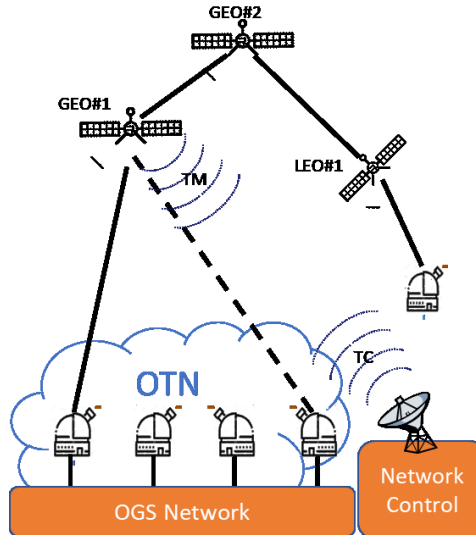 GEO#2
GEO#1
LEO#1
TM
TC
OTN
OGS Network
Network
Control